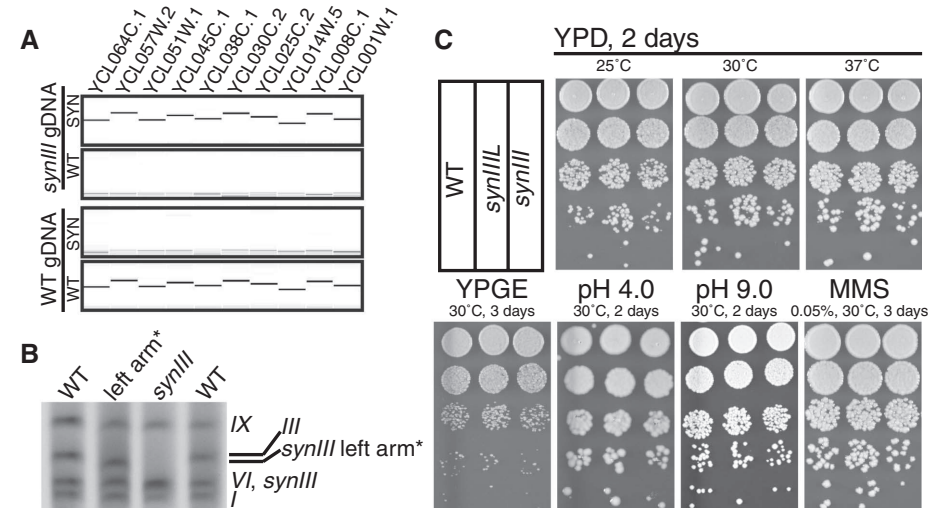 A
YCL064C.1
YCL057W.2
YCL051W.1
YCL045C.1
YCL038C.1
YCL030C.2
YCL025C.2
YCL014W.5
YCL008C.1
YCL001W.1
synIII gDNA
SYN
WT
WT gDNA
SYN
WT
B
WT
left arm*
synIII
WT
IX
III
synIII left arm*
VI, synIII
I
C
YPD, 2 days
25°C 30°C 37°C
WT
synIIIL
synIII
YPGE
30°C, 3 days
pH 4.0
30°C, 2 days
pH 9.0
30°C, 2 days
MMS
0.05%, 30°C, 3 days